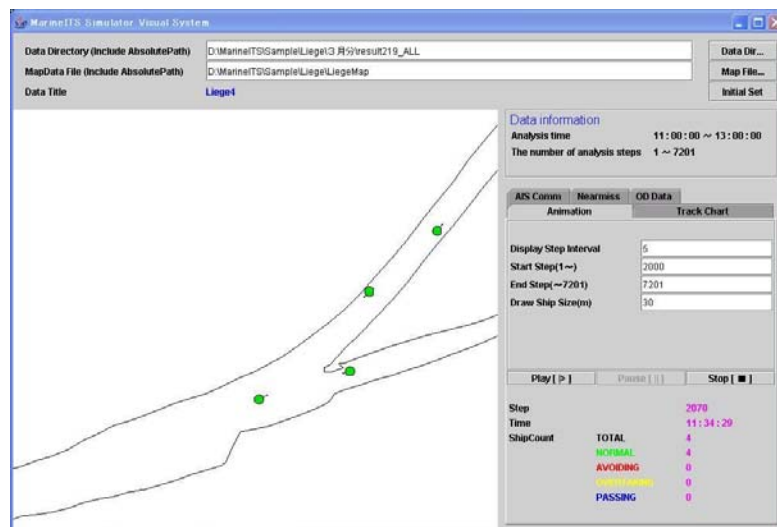 MarineITS Simulator Visual System
Data Directory (Include AbsolutePath) D:\MarineITS\Sample\Liege\3月分\result219_ALL Data Dir...
MapData File (Include AbsolutePath) D:\MarineITS\Sample\Liege\LiegeMap Map File...
Data Title Liege4 Initial Set
Data information
Analysis time 11:00:00 ~ 13:00:00
The number of analysis steps 1 ~ 7201
AIS Comm Nearmiss OD Data
Animation Track Chart
Display Step Interval 5
Start Step(1~) 2000
End Step(~7201) 7201
Draw Ship Size(m) 30
Play [ ▷ ] Pause [ || ] Stop [ ■ ]
Step 2070
Time 11:34:29
ShipCount TOTAL 4
NORMAL 4
AVOIDING 0
OVERTAKING 0
PASSING 0